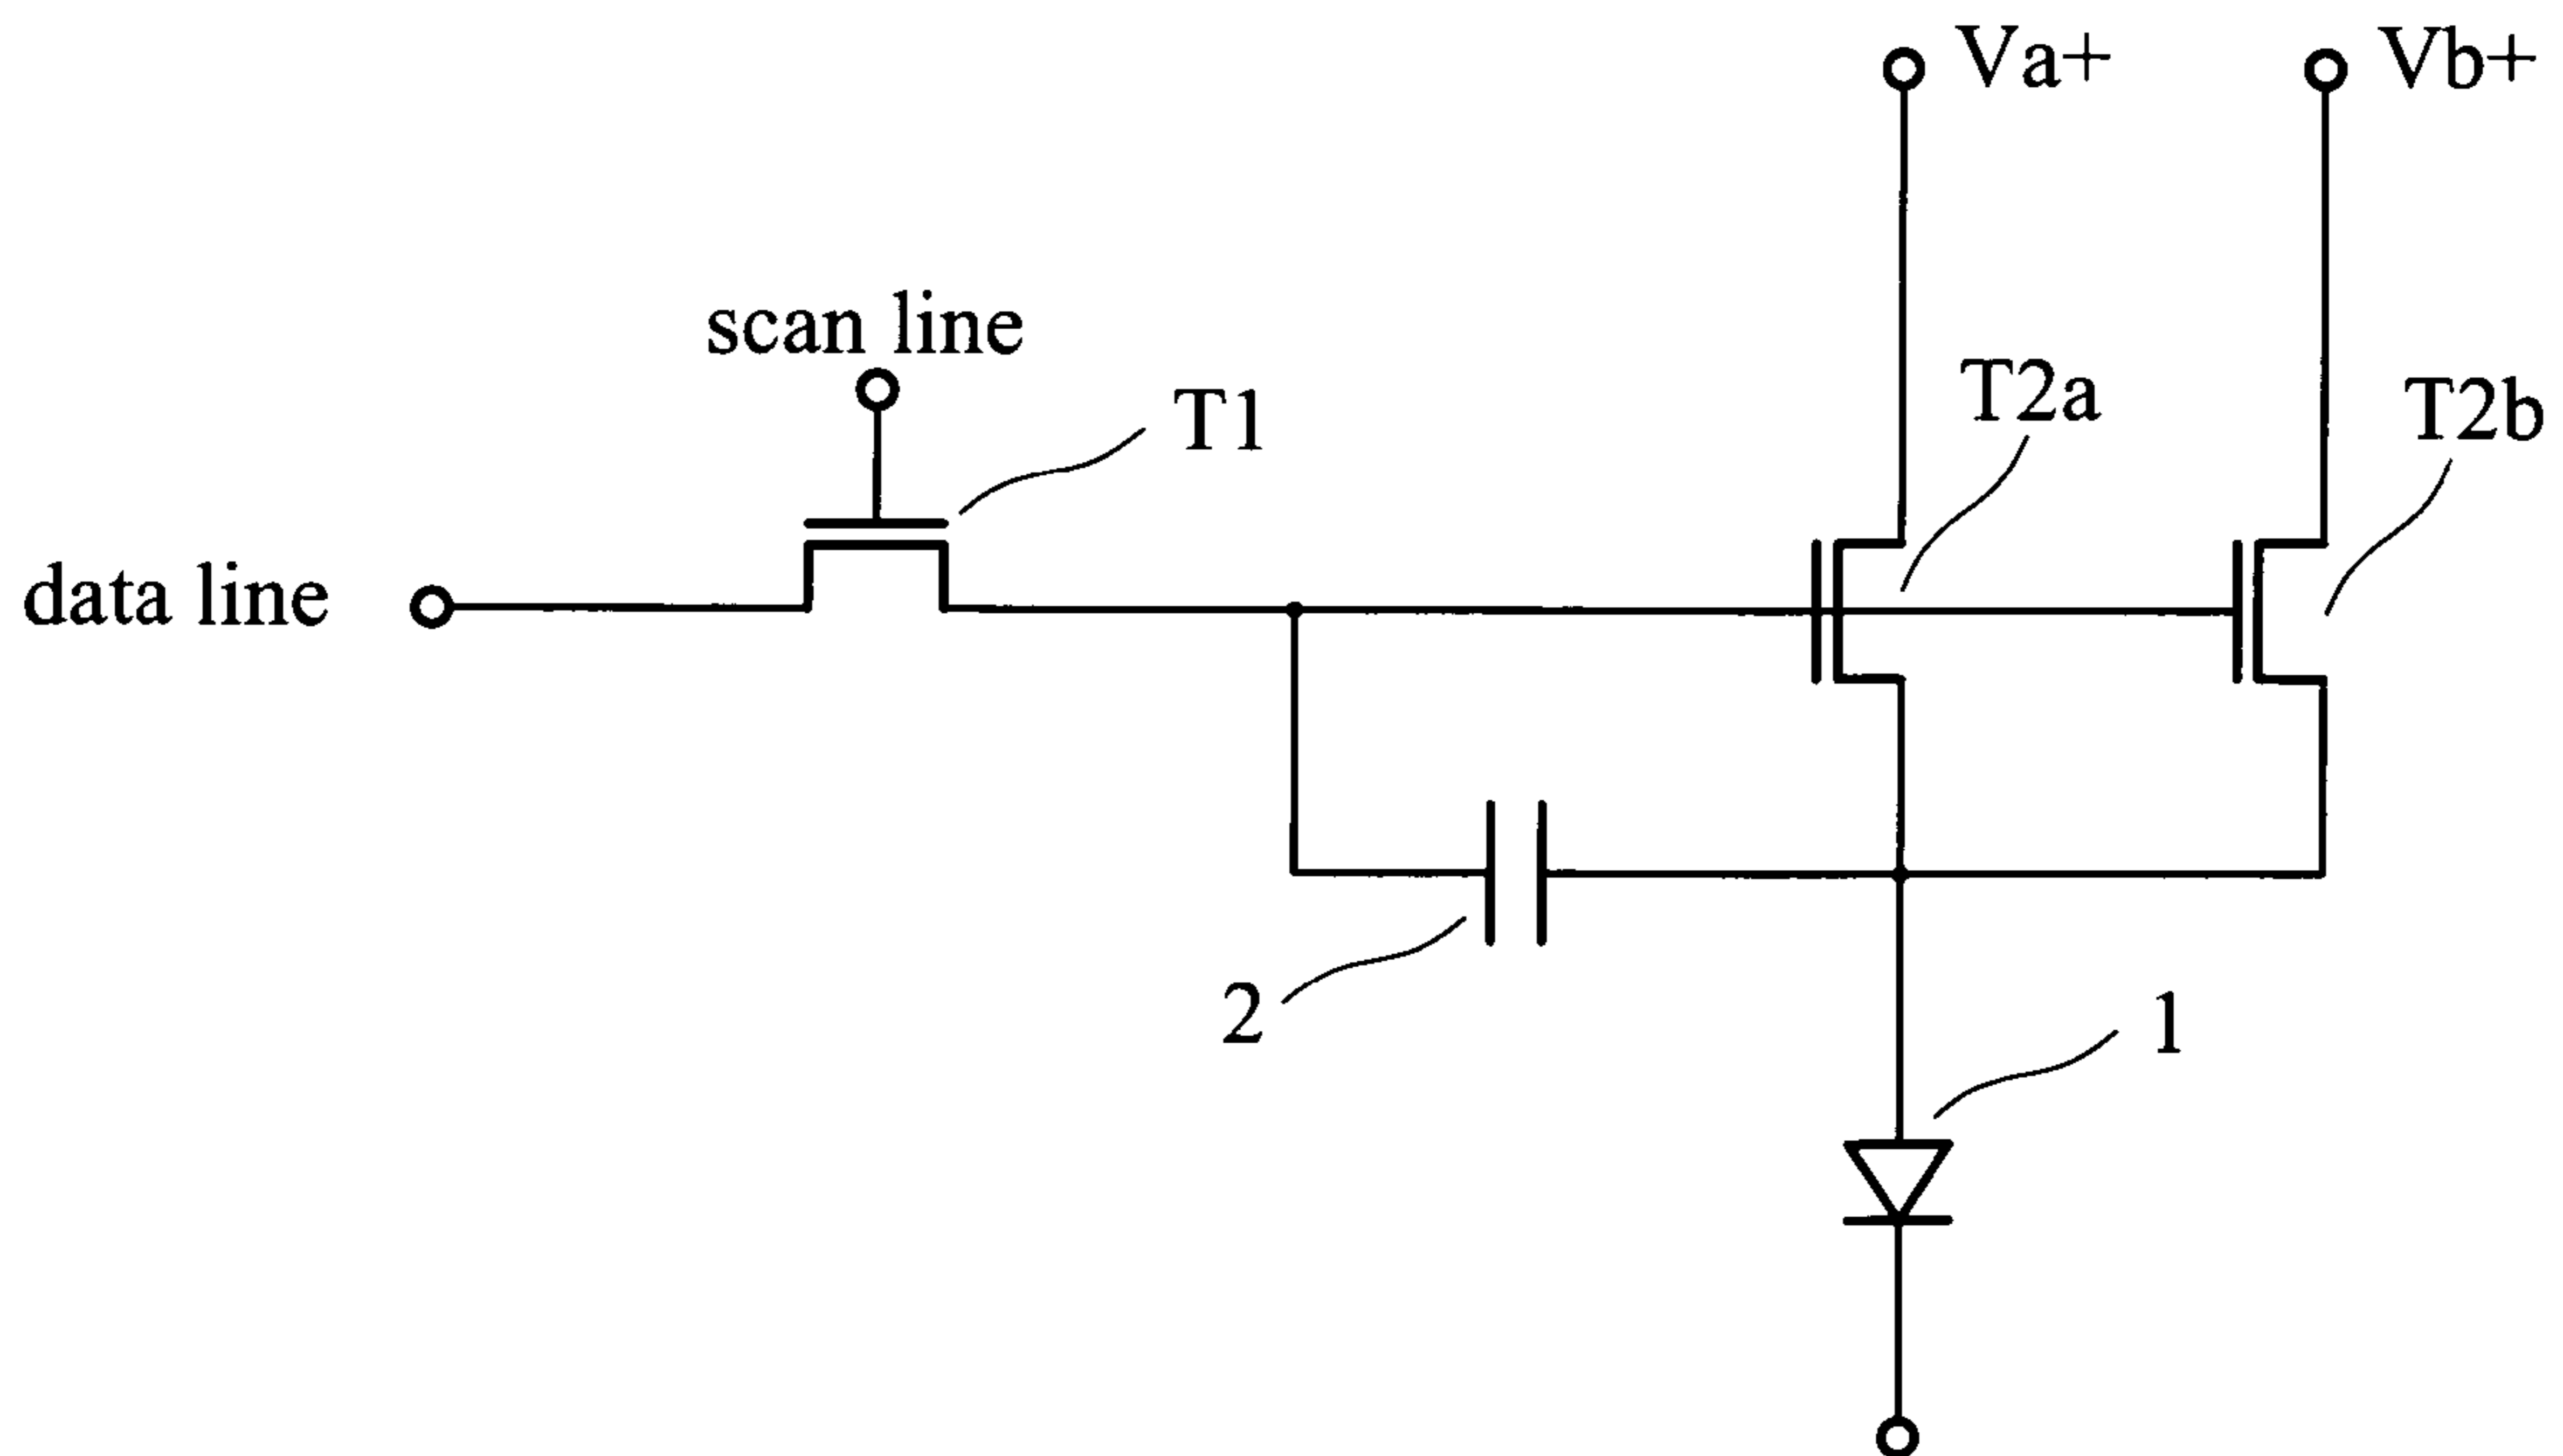 Va+
Vb+
scan line
T1
T2a
T2b
data line
2
1